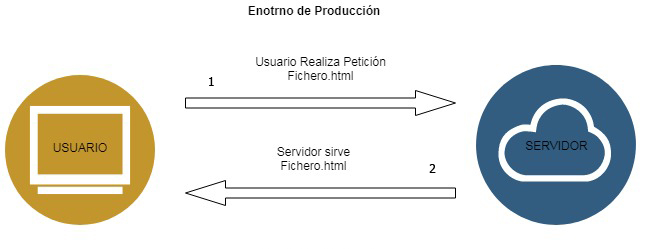 Enotrno de Producción
1
Usuario Realiza Petición
Fichero.html
USUARIO
SERVIDOR
Servidor sirve
Fichero.html
2